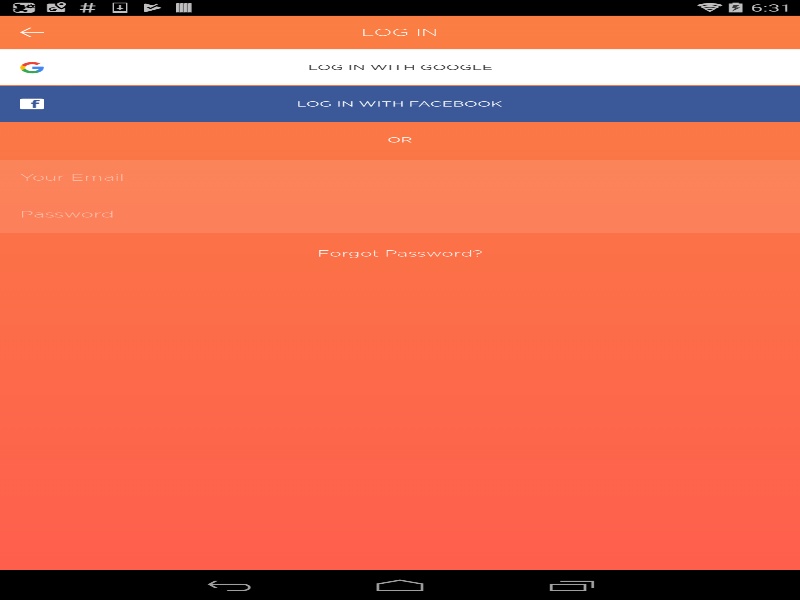 6:31
LOG IN
LOG IN WITH GOOGLE
f LOG IN WITH FACEBOOK
OR
Your Email
Password
Forgot Password?